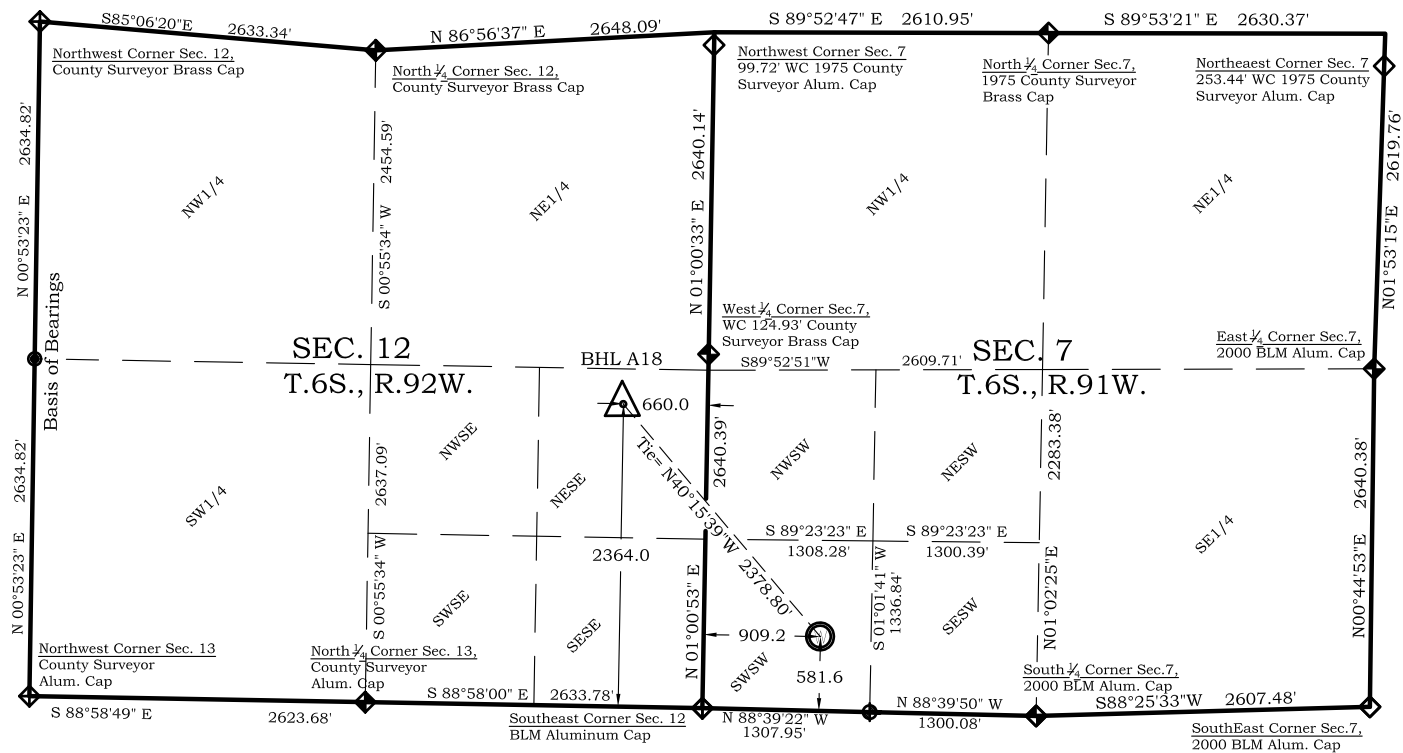 S85°06'20"E 2633.34'
N 86°56'37" E 2648.09'
S 89°52'47" E 2610.95'
S 89°53'21" E 2630.37'
Northwest Corner Sec. 12,
County Surveyor Brass Cap
North ¼ Corner Sec. 12,
County Surveyor Brass Cap
Northwest Corner Sec. 7
99.72' WC 1975 County
Surveyor Alum. Cap
North ¼ Corner Sec.7,
1975 County Surveyor
Brass Cap
Northeaest Corner Sec. 7
253.44' WC 1975 County
Surveyor Alum. Cap
N 00°53'23" E 2634.82'
NW1/4
S 00°55'34" W 2454.59'
NE1/4
N 01°00'33" E 2640.14'
NW1/4
NE1/4
N01°53'15"E 2619.76'
Basis of Bearings
West ¼ Corner Sec.7,
WC 124.93' County
Surveyor Brass Cap
East ¼ Corner Sec.7,
2000 BLM Alum. Cap
SEC. 12
T.6S., R.92W.
BHL A18
S89°52'51"W 2609.71'
SEC. 7
T.6S., R.91W.
660.0
N 00°53'23" E 2634.82'
SW1/4
S 00°55'34" W 2637.09'
NWSE
NESE
2364.0
Tie= N40°15'39"W 2378.80'
N 01°00'53" E 2640.39'
NWSW
NESW
N01°02'25"E 2283.38'
SE1/4
N00°44'53"E 2640.38'
S 89°23'23" E
1308.28'
S 89°23'23" E
1300.39'
S 01°01'41" W
1336.84'
SWSE
SESE
909.2
581.6
SWSW
SESW
Northwest Corner Sec. 13
County Surveyor
Alum. Cap
North ¼ Corner Sec. 13,
County Surveyor
Alum. Cap
South ¼ Corner Sec.7,
2000 BLM Alum. Cap
S 88°58'49" E 2623.68'
S 88°58'00" E 2633.78'
Southeast Corner Sec. 12
BLM Aluminum Cap
N 88°39'22" W
1307.95'
N 88°39'50" W
1300.08'
S88°25'33"W 2607.48'
SouthEast Corner Sec.7,
2000 BLM Alum. Cap